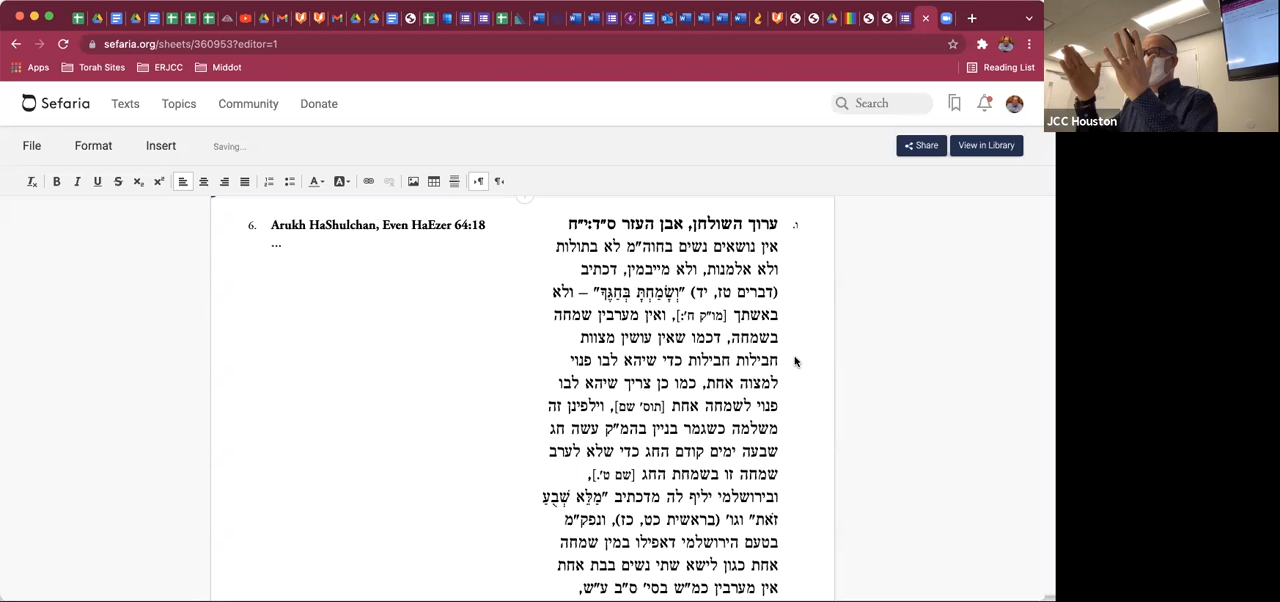 sefaria.org/sheets/360953?editor=1
Apps Torah Sites ERJCC Middot Reading List
JCC Houston
Sefaria Texts Topics Community Donate Search
File Format Insert Saving... Share View in Library
6. Arukh HaShulchan, Even HaEzer 64:18
...
ו. ערוך השולחן, אבן העזר ס״ד:י״ח
אין נושאים נשים בחוה"מ לא בתולות
ולא אלמנות, ולא מייבמין, דכתיב
(דברים טז, יד) "וְשָׂמַחְתָּ בְּחַגֶּךָ" – ולא
באשתך [מו"ק ח':], ואין מערבין שמחה
בשמחה, דכמו שאין עושין מצוות
חבילות חבילות כדי שיהא לבו פנוי
למצוה אחת, כמו כן צריך שיהא לבו
פנוי לשמחה אחת [תוס' שם], וילפינן זה
משלמה כשגמר בניין בהמ"ק עשה חג
שבעה ימים קודם החג כדי שלא לערב
שמחה זו בשמחת החג [שם ט'.],
ובירושלמי יליף לה מדכתיב "מַלֵּא שְׁבֻעַ
זֹאת" וגו' (בראשית כט, כז), ונפק"מ
בטעם הירושלמי דאפילו במין שמחה
אחת כגון לישא שתי נשים בבת אחת
אין מערבין כמ"ש בסי' ס"ב ע"ש,